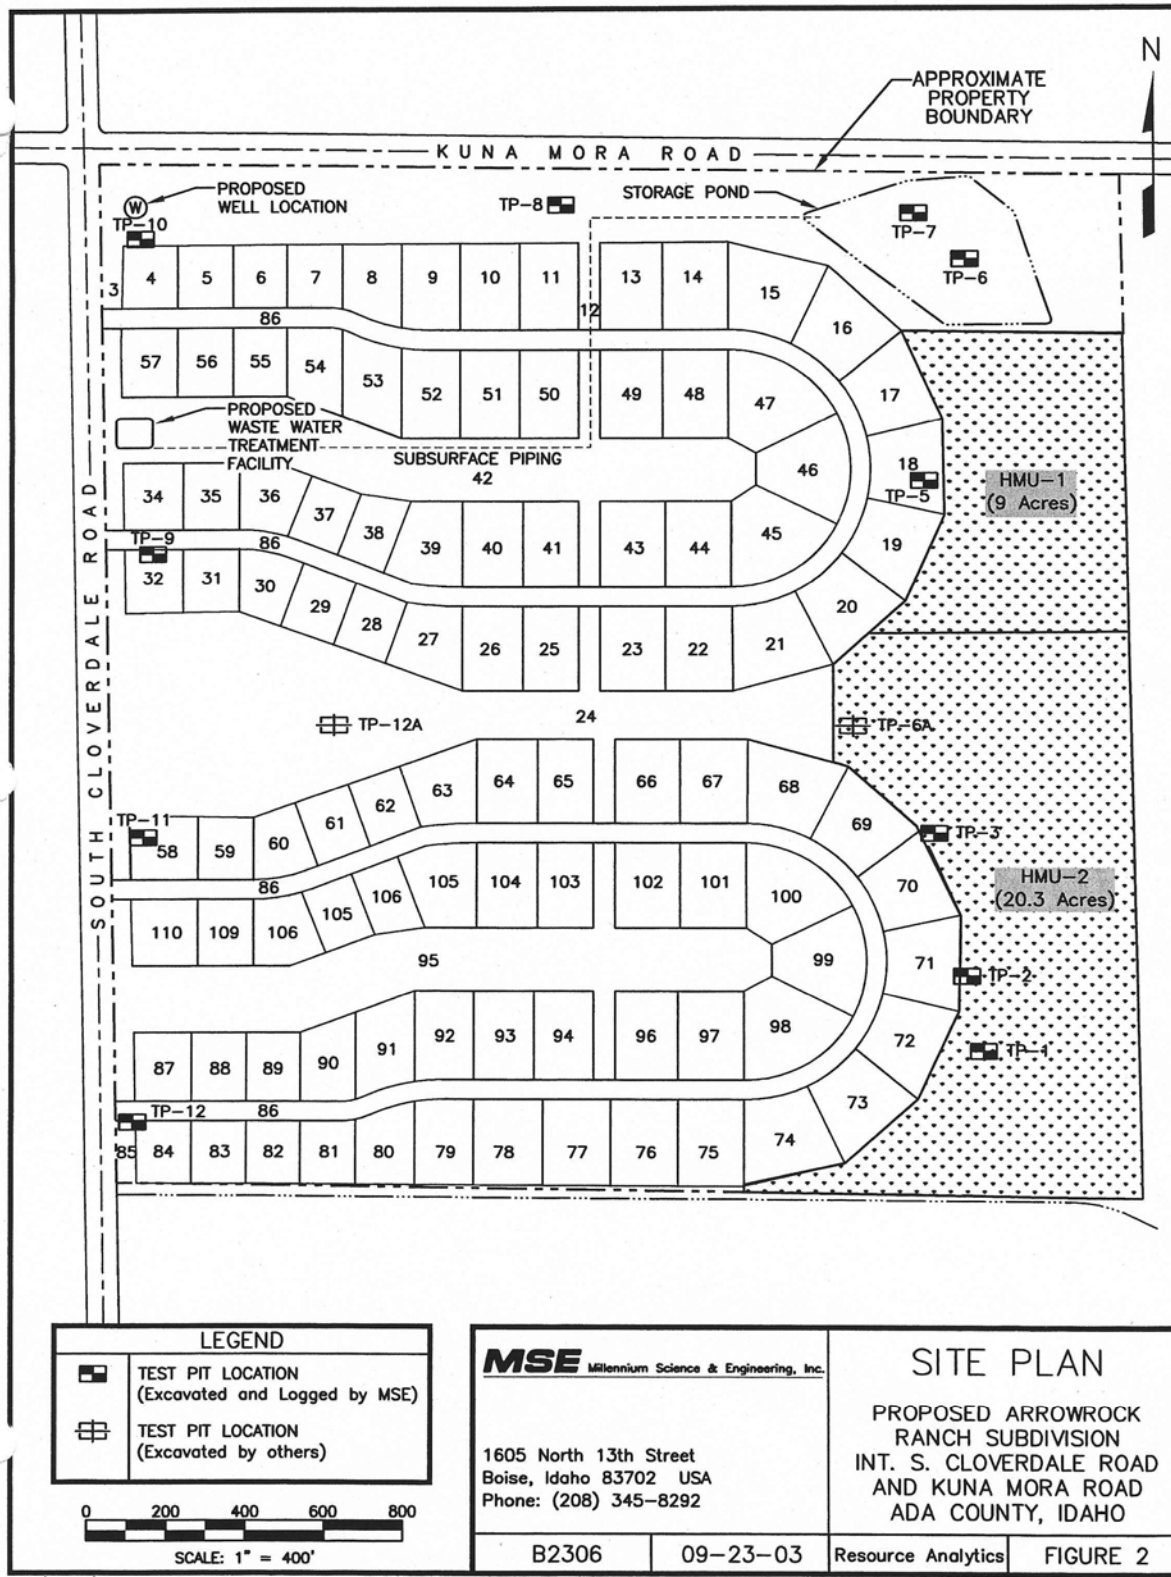 N
APPROXIMATE
PROPERTY
BOUNDARY
KUNA MORA ROAD
PROPOSED
WELL LOCATION
W
TP-10
TP-8
STORAGE POND
TP-7
TP-6
3
4
5
6
7
8
9
10
11
12
13
14
15
16
86
57
56
55
54
53
52
51
50
49
48
47
17
PROPOSED
WASTE WATER
TREATMENT
FACILITY
SUBSURFACE PIPING
42
46
18
TP-5
HMU-1
(9 Acres)
34
35
36
37
38
39
40
41
43
44
45
19
TP-9
86
32
31
30
29
28
27
26
25
23
22
21
20
SOUTH CLOVERDALE ROAD
24
TP-12A
TP-6A
63
64
65
66
67
68
TP-11
58
59
60
61
62
69
TP-3
86
110
109
106
105
106
105
104
103
102
101
100
70
HMU-2
(20.3 Acres)
95
99
71
TP-2
87
88
89
90
91
92
93
94
96
97
98
72
TP-1
TP-12
86
73
85
84
83
82
81
80
79
78
77
76
75
74
LEGEND
TEST PIT LOCATION
(Excavated and Logged by MSE)
TEST PIT LOCATION
(Excavated by others)
0 200 400 600 800
SCALE: 1" = 400'
MSE Millennium Science & Engineering, Inc.
1605 North 13th Street
Boise, Idaho 83702 USA
Phone: (208) 345-8292
B2306
09-23-03
SITE PLAN
PROPOSED ARROWROCK
RANCH SUBDIVISION
INT. S. CLOVERDALE ROAD
AND KUNA MORA ROAD
ADA COUNTY, IDAHO
Resource Analytics
FIGURE 2